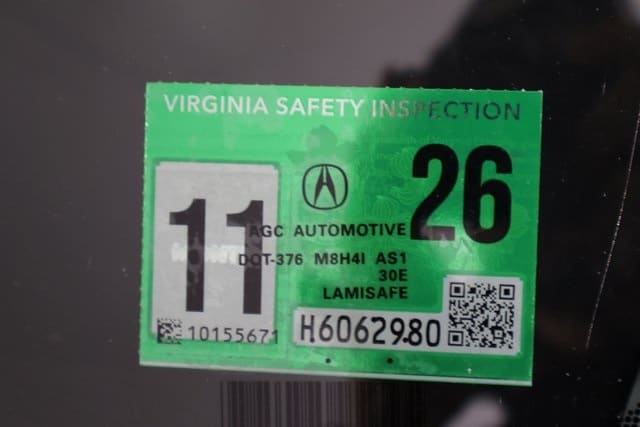 VIRGINIA SAFETY INSPECTION
11
26
AGC AUTOMOTIVE
DOT-376 M8H4I AS1
30E
LAMISAFE
10155671
H6062980